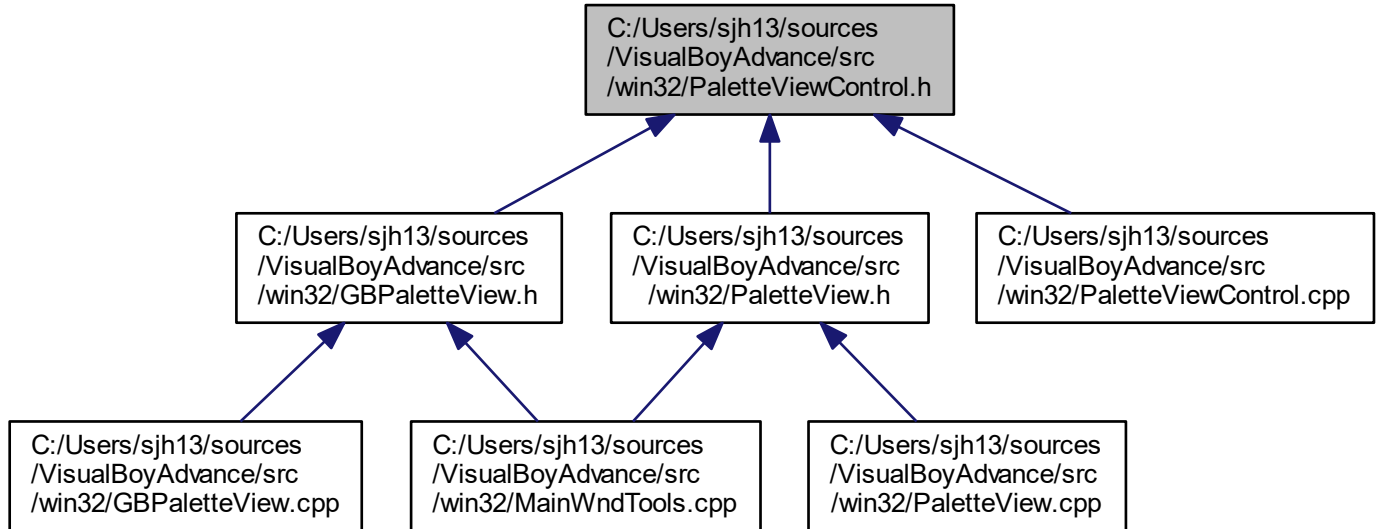 C:/Users/sjh13/sources
/VisualBoyAdvance/src
/win32/PaletteViewControl.h
C:/Users/sjh13/sources
/VisualBoyAdvance/src
/win32/GBPaletteView.h
C:/Users/sjh13/sources
/VisualBoyAdvance/src
/win32/PaletteView.h
C:/Users/sjh13/sources
/VisualBoyAdvance/src
/win32/PaletteViewControl.cpp
C:/Users/sjh13/sources
/VisualBoyAdvance/src
/win32/GBPaletteView.cpp
C:/Users/sjh13/sources
/VisualBoyAdvance/src
/win32/MainWndTools.cpp
C:/Users/sjh13/sources
/VisualBoyAdvance/src
/win32/PaletteView.cpp